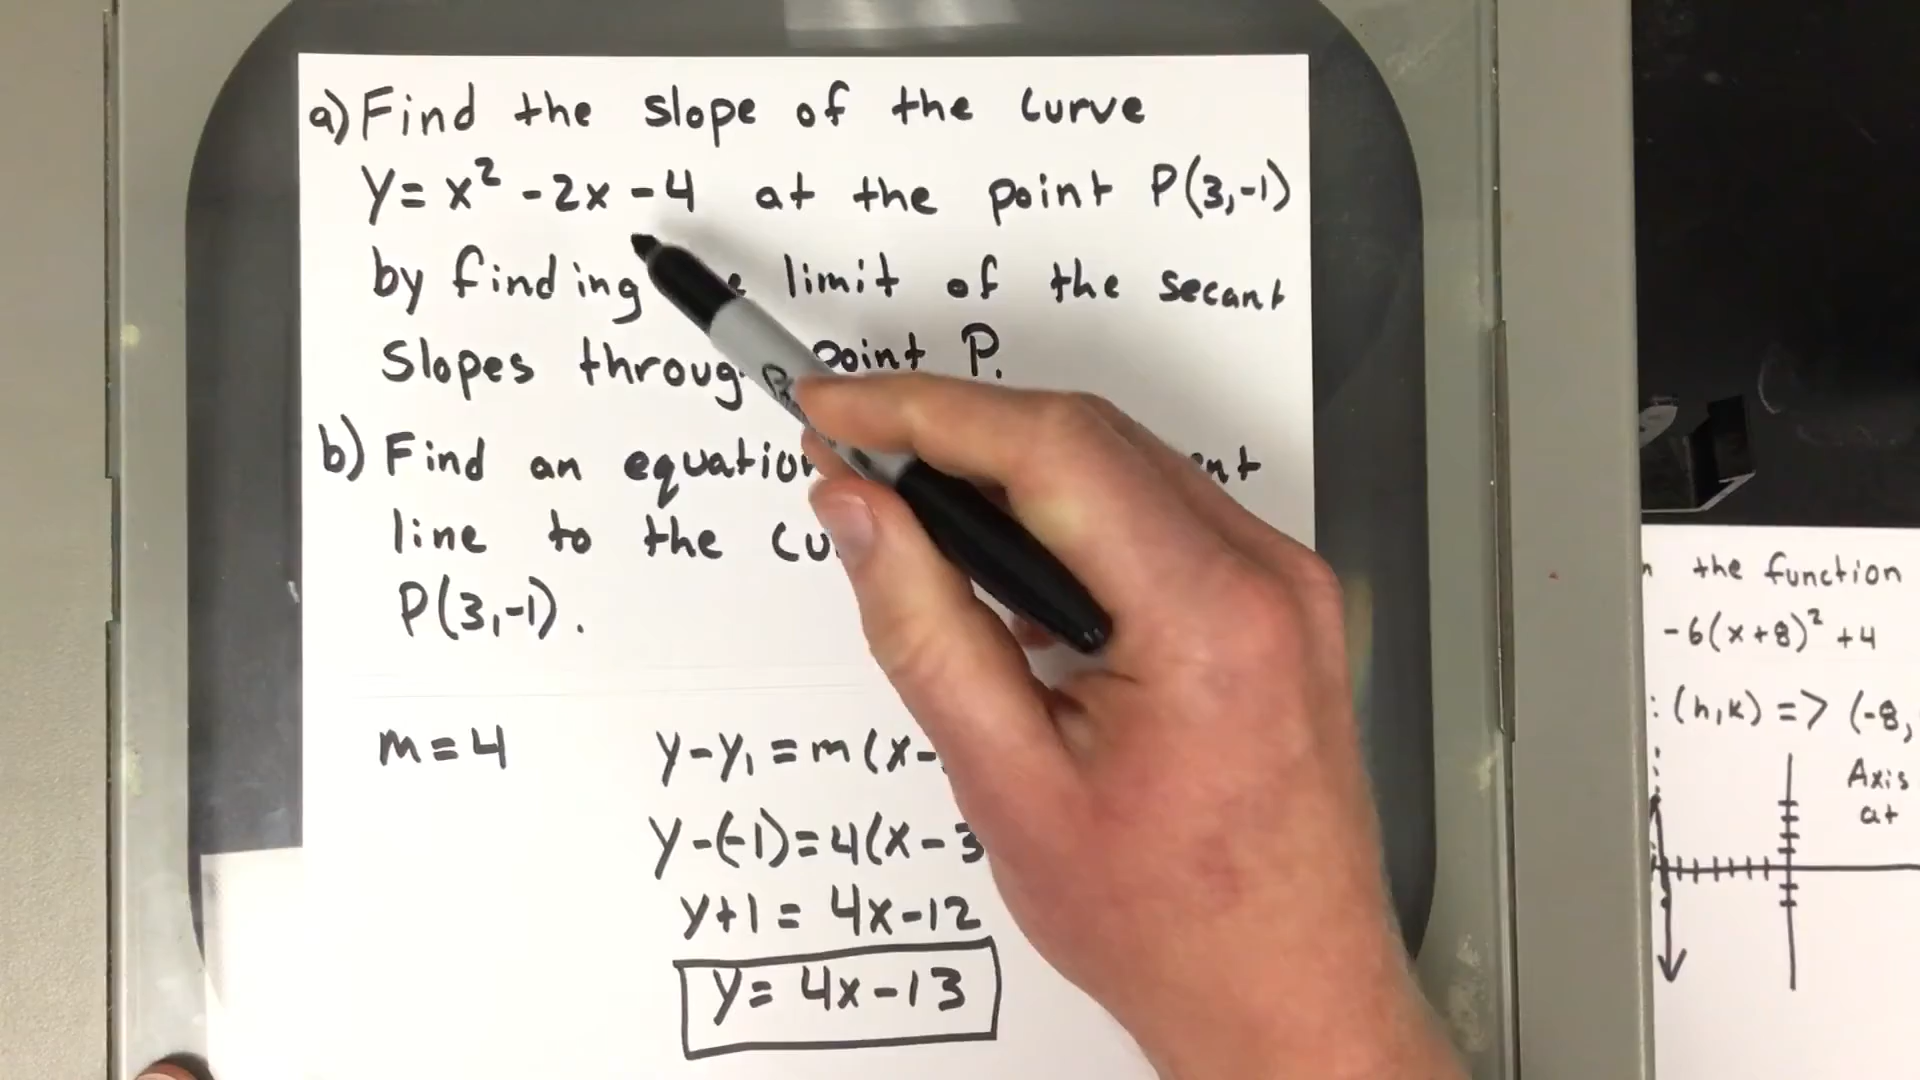 a) Find the slope of the curve
y = x² - 2x - 4 at the point P(3,-1)
by finding limit of the secant
slopes through point P.
b) Find an equation
line to the
P(3,-1).
m = 4
y - y₁ = m(x -
y - (-1) = 4(x - 3
y + 1 = 4x - 12
y = 4x - 13
the function
-6(x+8)² + 4
: (h,k) => (-8,
Axis
at